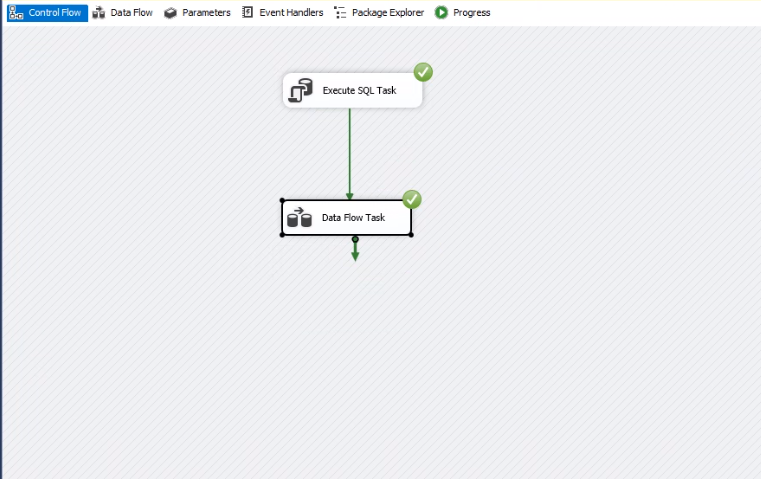 Control Flow Data Flow Parameters Event Handlers Package Explorer Progress
Execute SQL Task
Data Flow Task